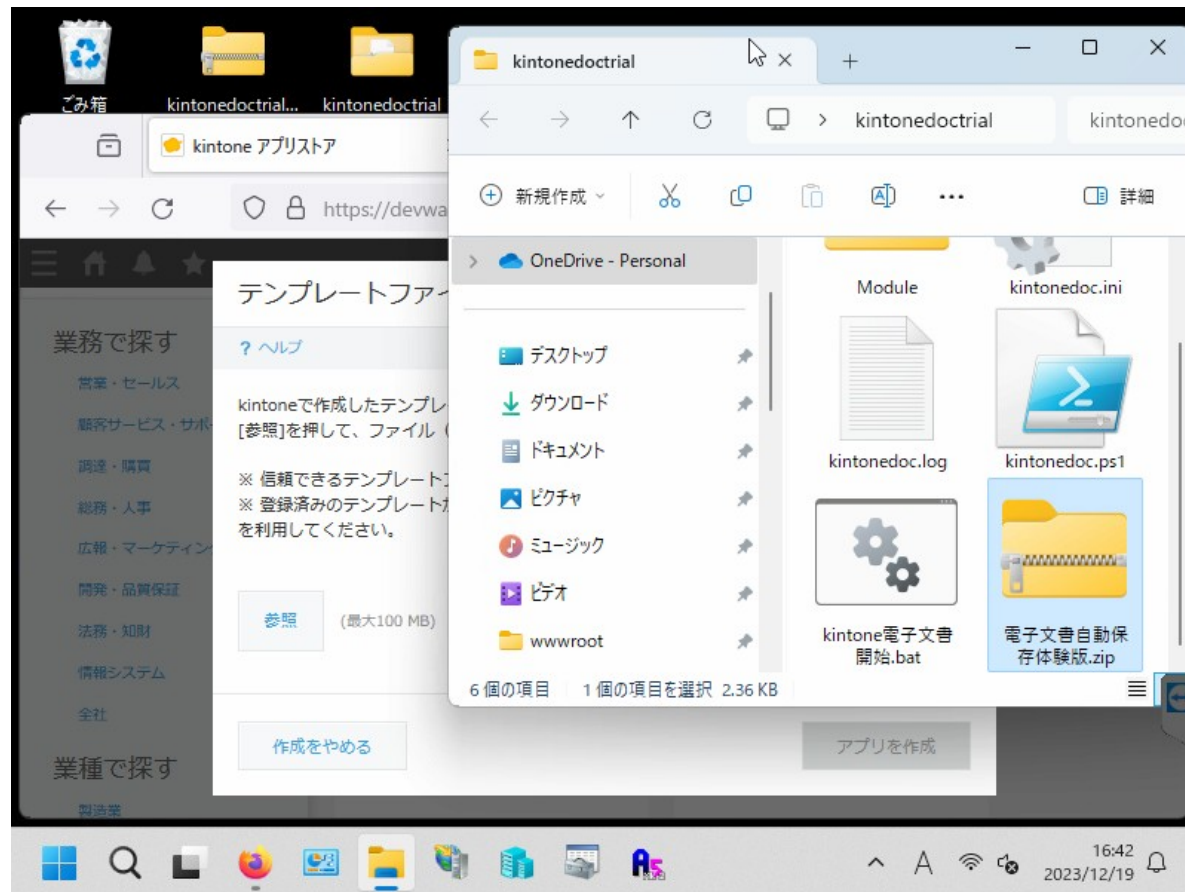 ごみ箱
kintonedoctrial...
kintonedoctrial
kintonedoctrial
kintonedoctrial
新規作成
詳細
OneDrive - Personal
デスクトップ
ダウンロード
ドキュメント
ピクチャ
ミュージック
ビデオ
wwwroot
Module
kintonedoc.ini
kintonedoc.log
kintonedoc.ps1
kintone電子文書
開始.bat
電子文書自動保
存体験版.zip
6 個の項目
1 個の項目を選択 2.36 KB
kintone アプリストア
https://devwa
業務で探す
営業・セールス
顧客サービス・サポ
調達・購買
総務・人事
広報・マーケティン
開発・品質保証
法務・知財
情報システム
全社
業種で探す
製造業
テンプレートファ
? ヘルプ
kintoneで作成したテンプレ
[参照]を押して、ファイル(
※ 信頼できるテンプレート
※ 登録済みのテンプレート
を利用してください。
参照
(最大100 MB)
作成をやめる
アプリを作成
A
16:42
2023/12/19